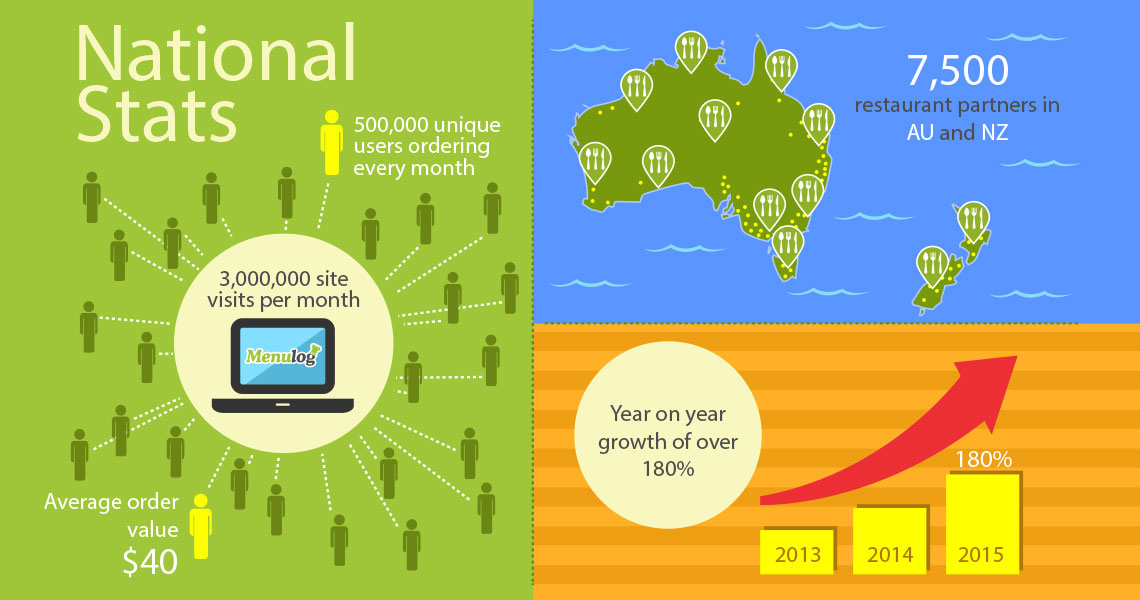 National
Stats
500,000 unique
users ordering
every month
3,000,000 site
visits per month
Menulog
Average order
value
$40
7,500
restaurant partners in
AU and NZ
Year on year
growth of over
180%
180%
2013 2014 2015